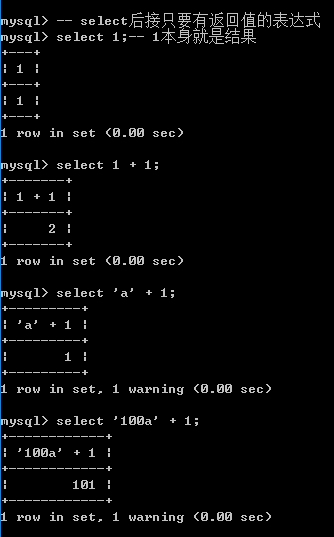 mysql> -- select后接只要有返回值的表达式
mysql> select 1;-- 1本身就是结果
+---+
| 1 |
+---+
| 1 |
+---+
1 row in set (0.00 sec)
mysql> select 1 + 1;
+-------+
| 1 + 1 |
+-------+
|     2 |
+-------+
1 row in set (0.00 sec)
mysql> select 'a' + 1;
+---------+
| 'a' + 1 |
+---------+
|       1 |
+---------+
1 row in set, 1 warning (0.00 sec)
mysql> select '100a' + 1;
+------------+
| '100a' + 1 |
+------------+
|        101 |
+------------+
1 row in set, 1 warning (0.00 sec)